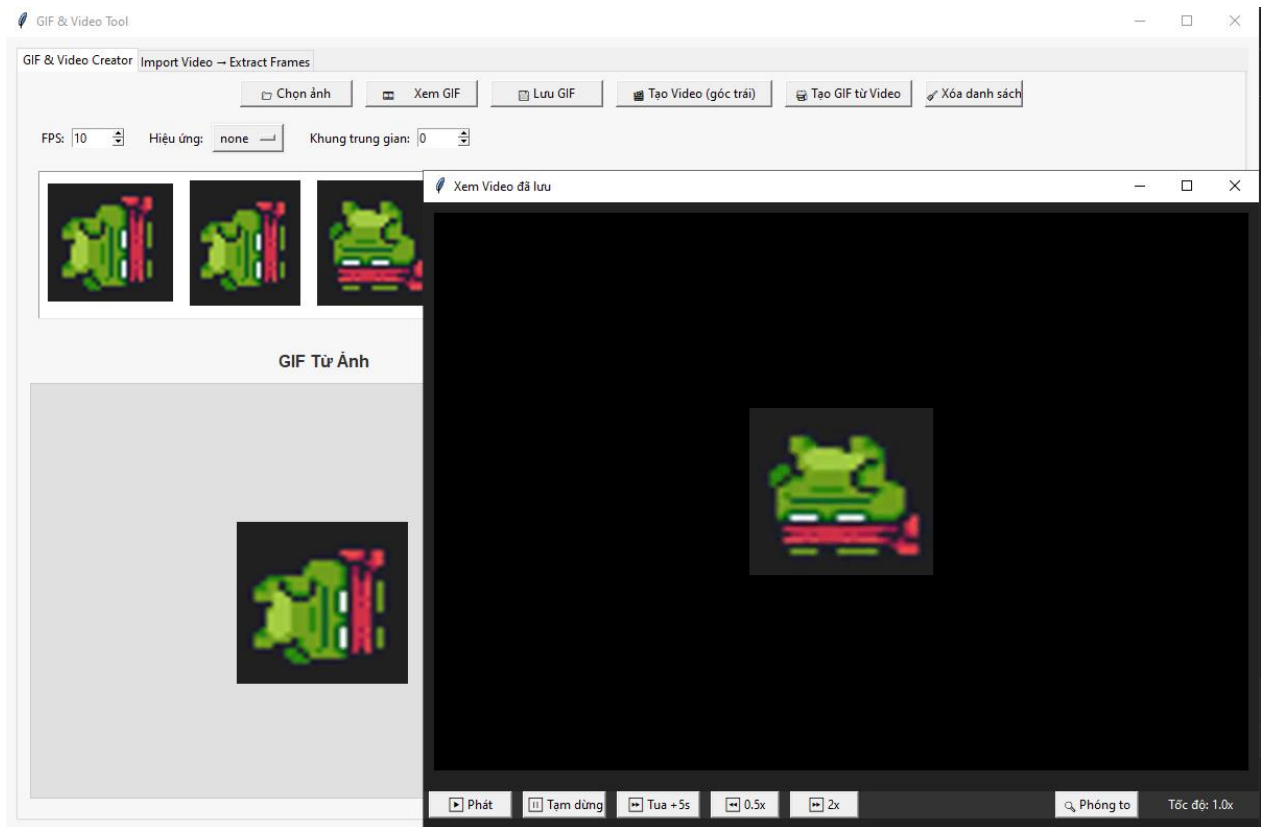 GIF & Video Tool
GIF & Video Creator
Import Video → Extract Frames
Chọn ảnh
Xem GIF
Lưu GIF
Tạo Video (góc trái)
Tạo GIF từ Video
Xóa danh sách
FPS: 10
Hiệu ứng: none
Khung trung gian: 0
Xem Video đã lưu
GIF Từ Ảnh
Phát
Tạm dừng
Tua +5s
0.5x
2x
Phóng to
Tốc độ: 1.0x